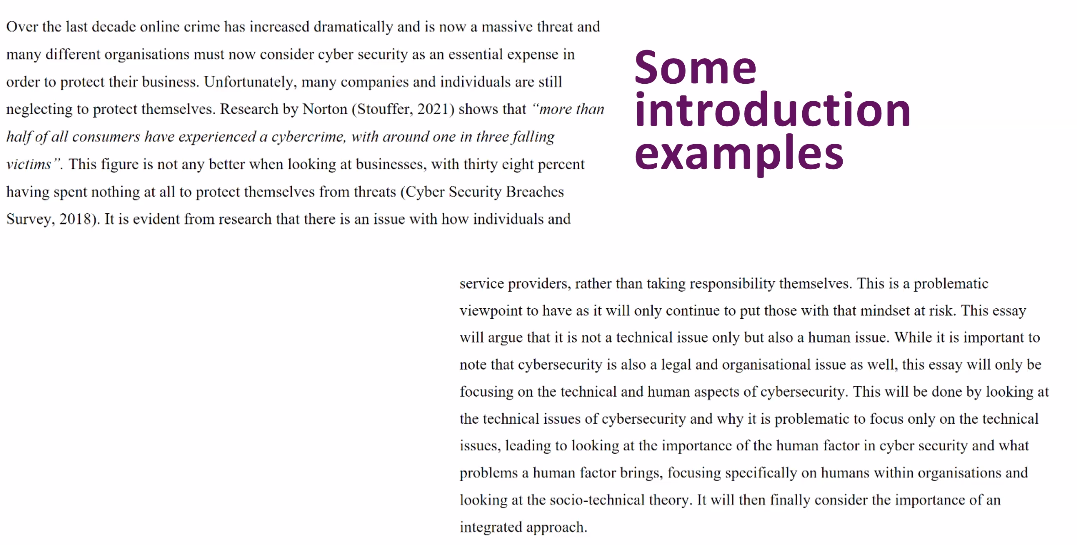 Over the last decade online crime has increased dramatically and is now a massive threat and
many different organisations must now consider cyber security as an essential expense in
order to protect their business. Unfortunately, many companies and individuals are still
neglecting to protect themselves. Research by Norton (Stouffer, 2021) shows that “more than
half of all consumers have experienced a cybercrime, with around one in three falling
victims”. This figure is not any better when looking at businesses, with thirty eight percent
having spent nothing at all to protect themselves from threats (Cyber Security Breaches
Survey, 2018). It is evident from research that there is an issue with how individuals and
Some
introduction
examples
service providers, rather than taking responsibility themselves. This is a problematic
viewpoint to have as it will only continue to put those with that mindset at risk. This essay
will argue that it is not a technical issue only but also a human issue. While it is important to
note that cybersecurity is also a legal and organisational issue as well, this essay will only be
focusing on the technical and human aspects of cybersecurity. This will be done by looking at
the technical issues of cybersecurity and why it is problematic to focus only on the technical
issues, leading to looking at the importance of the human factor in cyber security and what
problems a human factor brings, focusing specifically on humans within organisations and
looking at the socio-technical theory. It will then finally consider the importance of an
integrated approach.